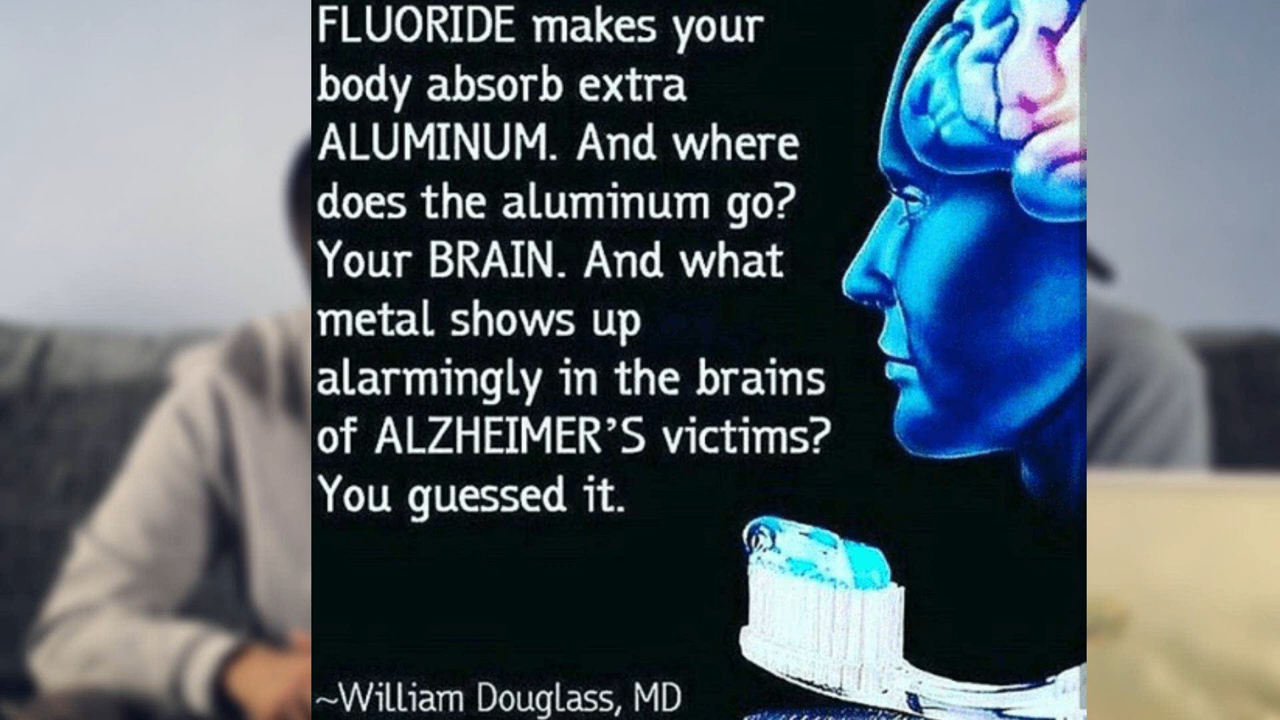 FLUORIDE makes your
body absorb extra
ALUMINUM. And where
does the aluminum go?
Your BRAIN. And what
metal shows up
alarmingly in the brains
of ALZHEIMER'S victims?
You guessed it.
~William Douglass, MD